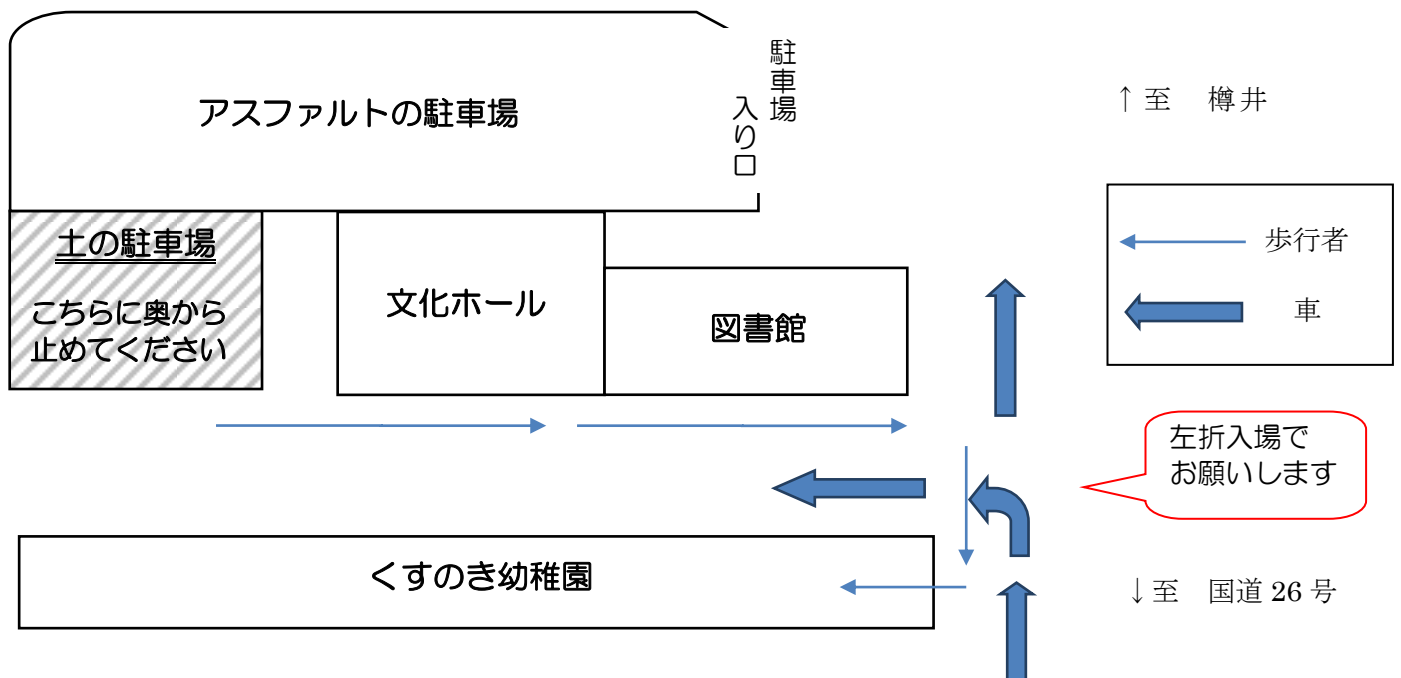 駐車場
入り口
アスファルトの駐車場
↑至　樽井
土の駐車場
こちらに奥から
止めてください
文化ホール
図書館
歩行者
車
左折入場で
お願いします
くすのき幼稚園
↓至　国道 26 号